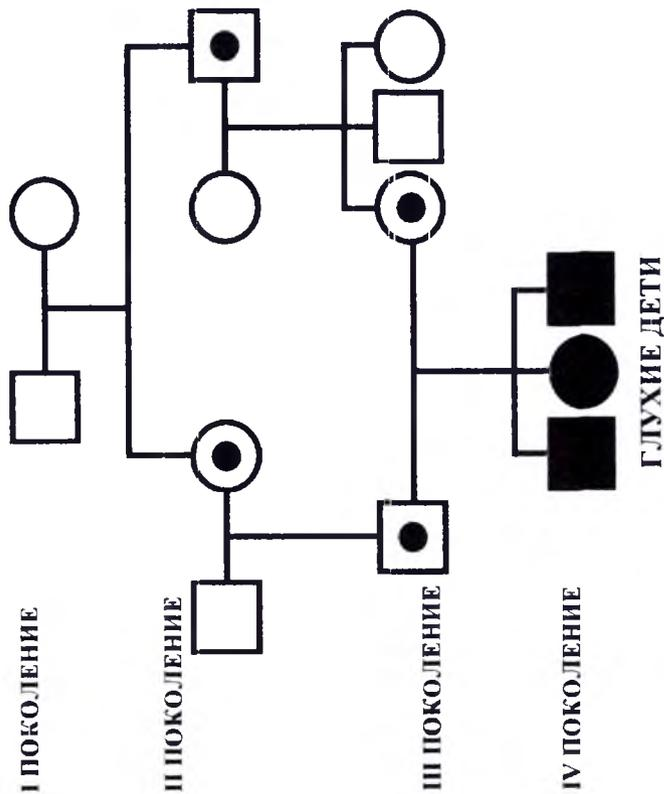 I ПОКОЛЕНИЕ
II ПОКОЛЕНИЕ
III ПОКОЛЕНИЕ
IV ПОКОЛЕНИЕ
ГЛУХИЕ ДЕТИ